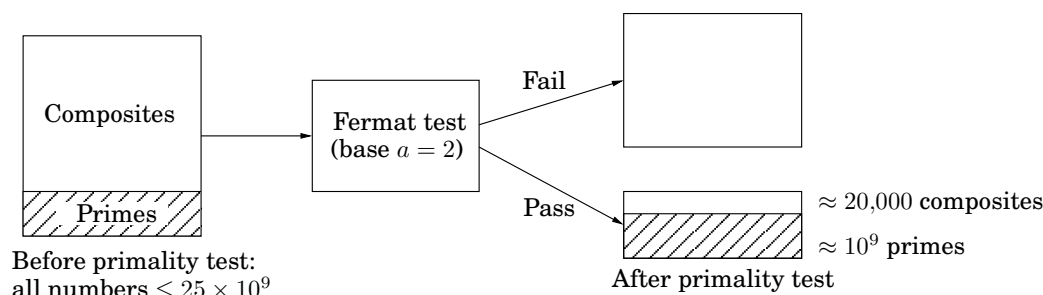 Composites
Primes
Before primality test:
all numbers ≤ 25 × 10⁹
Fermat test
(base a = 2)
Fail
Pass
≈ 20,000 composites
≈ 10⁹ primes
After primality test